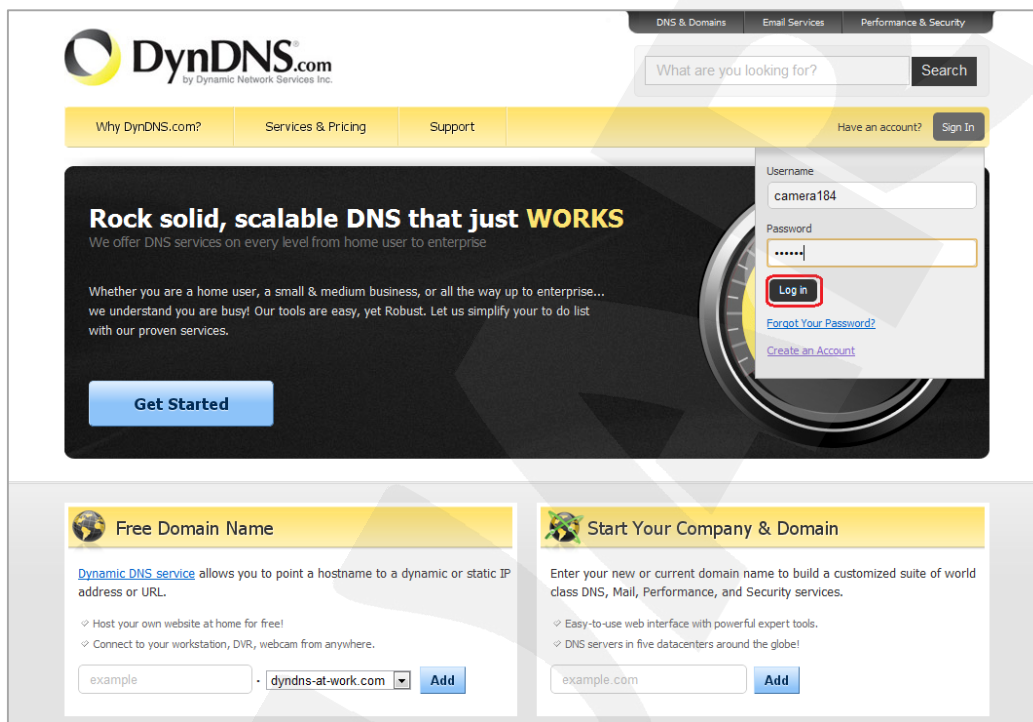 DNS & Domains Email Services Performance & Security
DynDNS.com
by Dynamic Network Services Inc.
What are you looking for? Search
Why DynDNS.com? Services & Pricing Support Have an account? Sign In
Username
camera184
Password
••••••
Log in
Forgot Your Password?
Create an Account
Rock solid, scalable DNS that just WORKS
We offer DNS services on every level from home user to enterprise
Whether you are a home user, a small & medium business, or all the way up to enterprise...
we understand you are busy! Our tools are easy, yet Robust. Let us simplify your to do list
with our proven services.
Get Started
Free Domain Name
Dynamic DNS service allows you to point a hostname to a dynamic or static IP
address or URL.
Host your own website at home for free!
Connect to your workstation, DVR, webcam from anywhere.
example . dyndns-at-work.com Add
Start Your Company & Domain
Enter your new or current domain name to build a customized suite of world
class DNS, Mail, Performance, and Security services.
Easy-to-use web interface with powerful expert tools.
DNS servers in five datacenters around the globe!
example.com Add